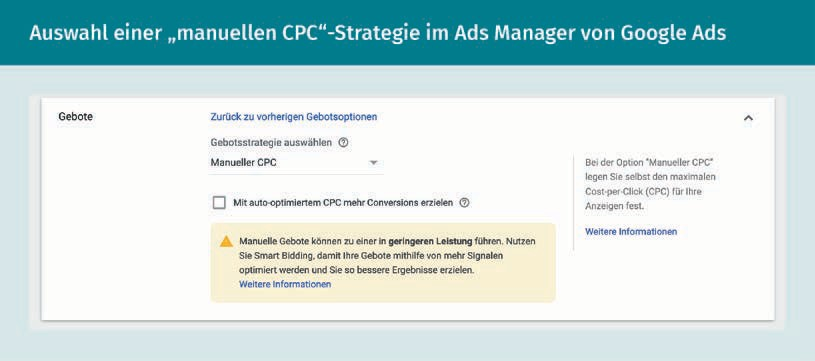 Auswahl einer „manuellen CPC“-Strategie im Ads Manager von Google Ads
Gebote
Zurück zu vorherigen Gebotsoptionen
Gebotsstrategie auswählen
Manueller CPC
Mit auto-optimiertem CPC mehr Conversions erzielen
Manuelle Gebote können zu einer in geringeren Leistung führen. Nutzen
Sie Smart Bidding, damit Ihre Gebote mithilfe von mehr Signalen
optimiert werden und Sie so bessere Ergebnisse erzielen.
Weitere Informationen
Bei der Option "Manueller CPC"
legen Sie selbst den maximalen
Cost-per-Click (CPC) für Ihre
Anzeigen fest.
Weitere Informationen